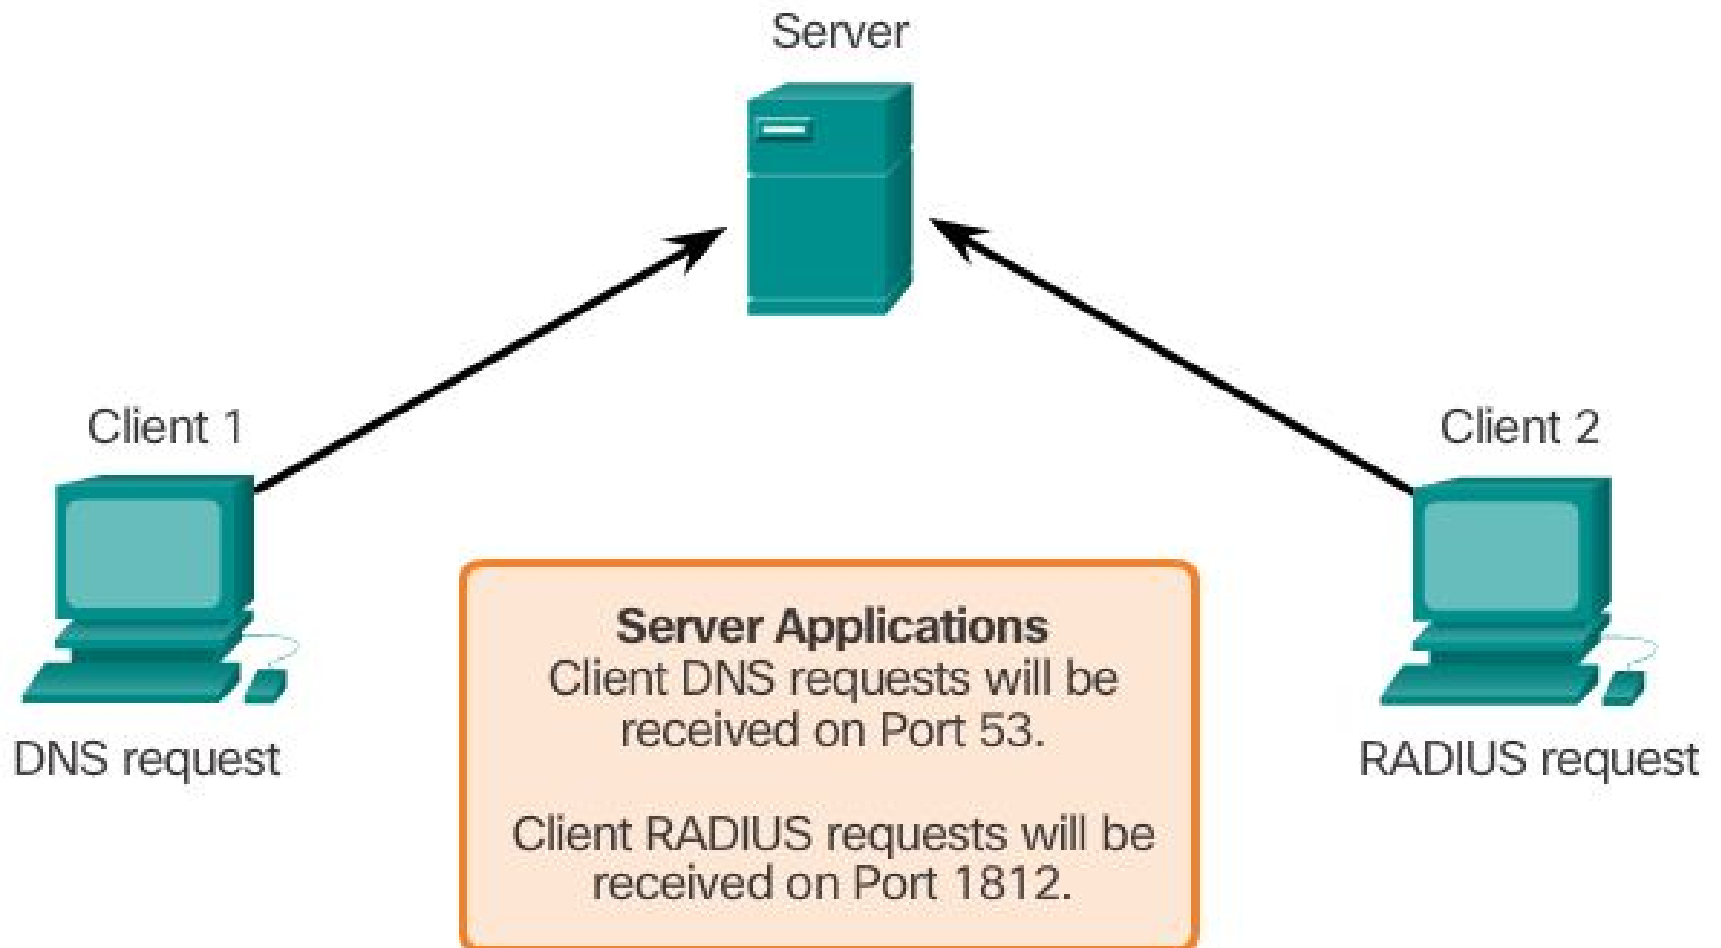 Server
Client 1
Client 2
DNS request
RADIUS request
Server Applications
Client DNS requests will be
received on Port 53.
Client RADIUS requests will be
received on Port 1812.